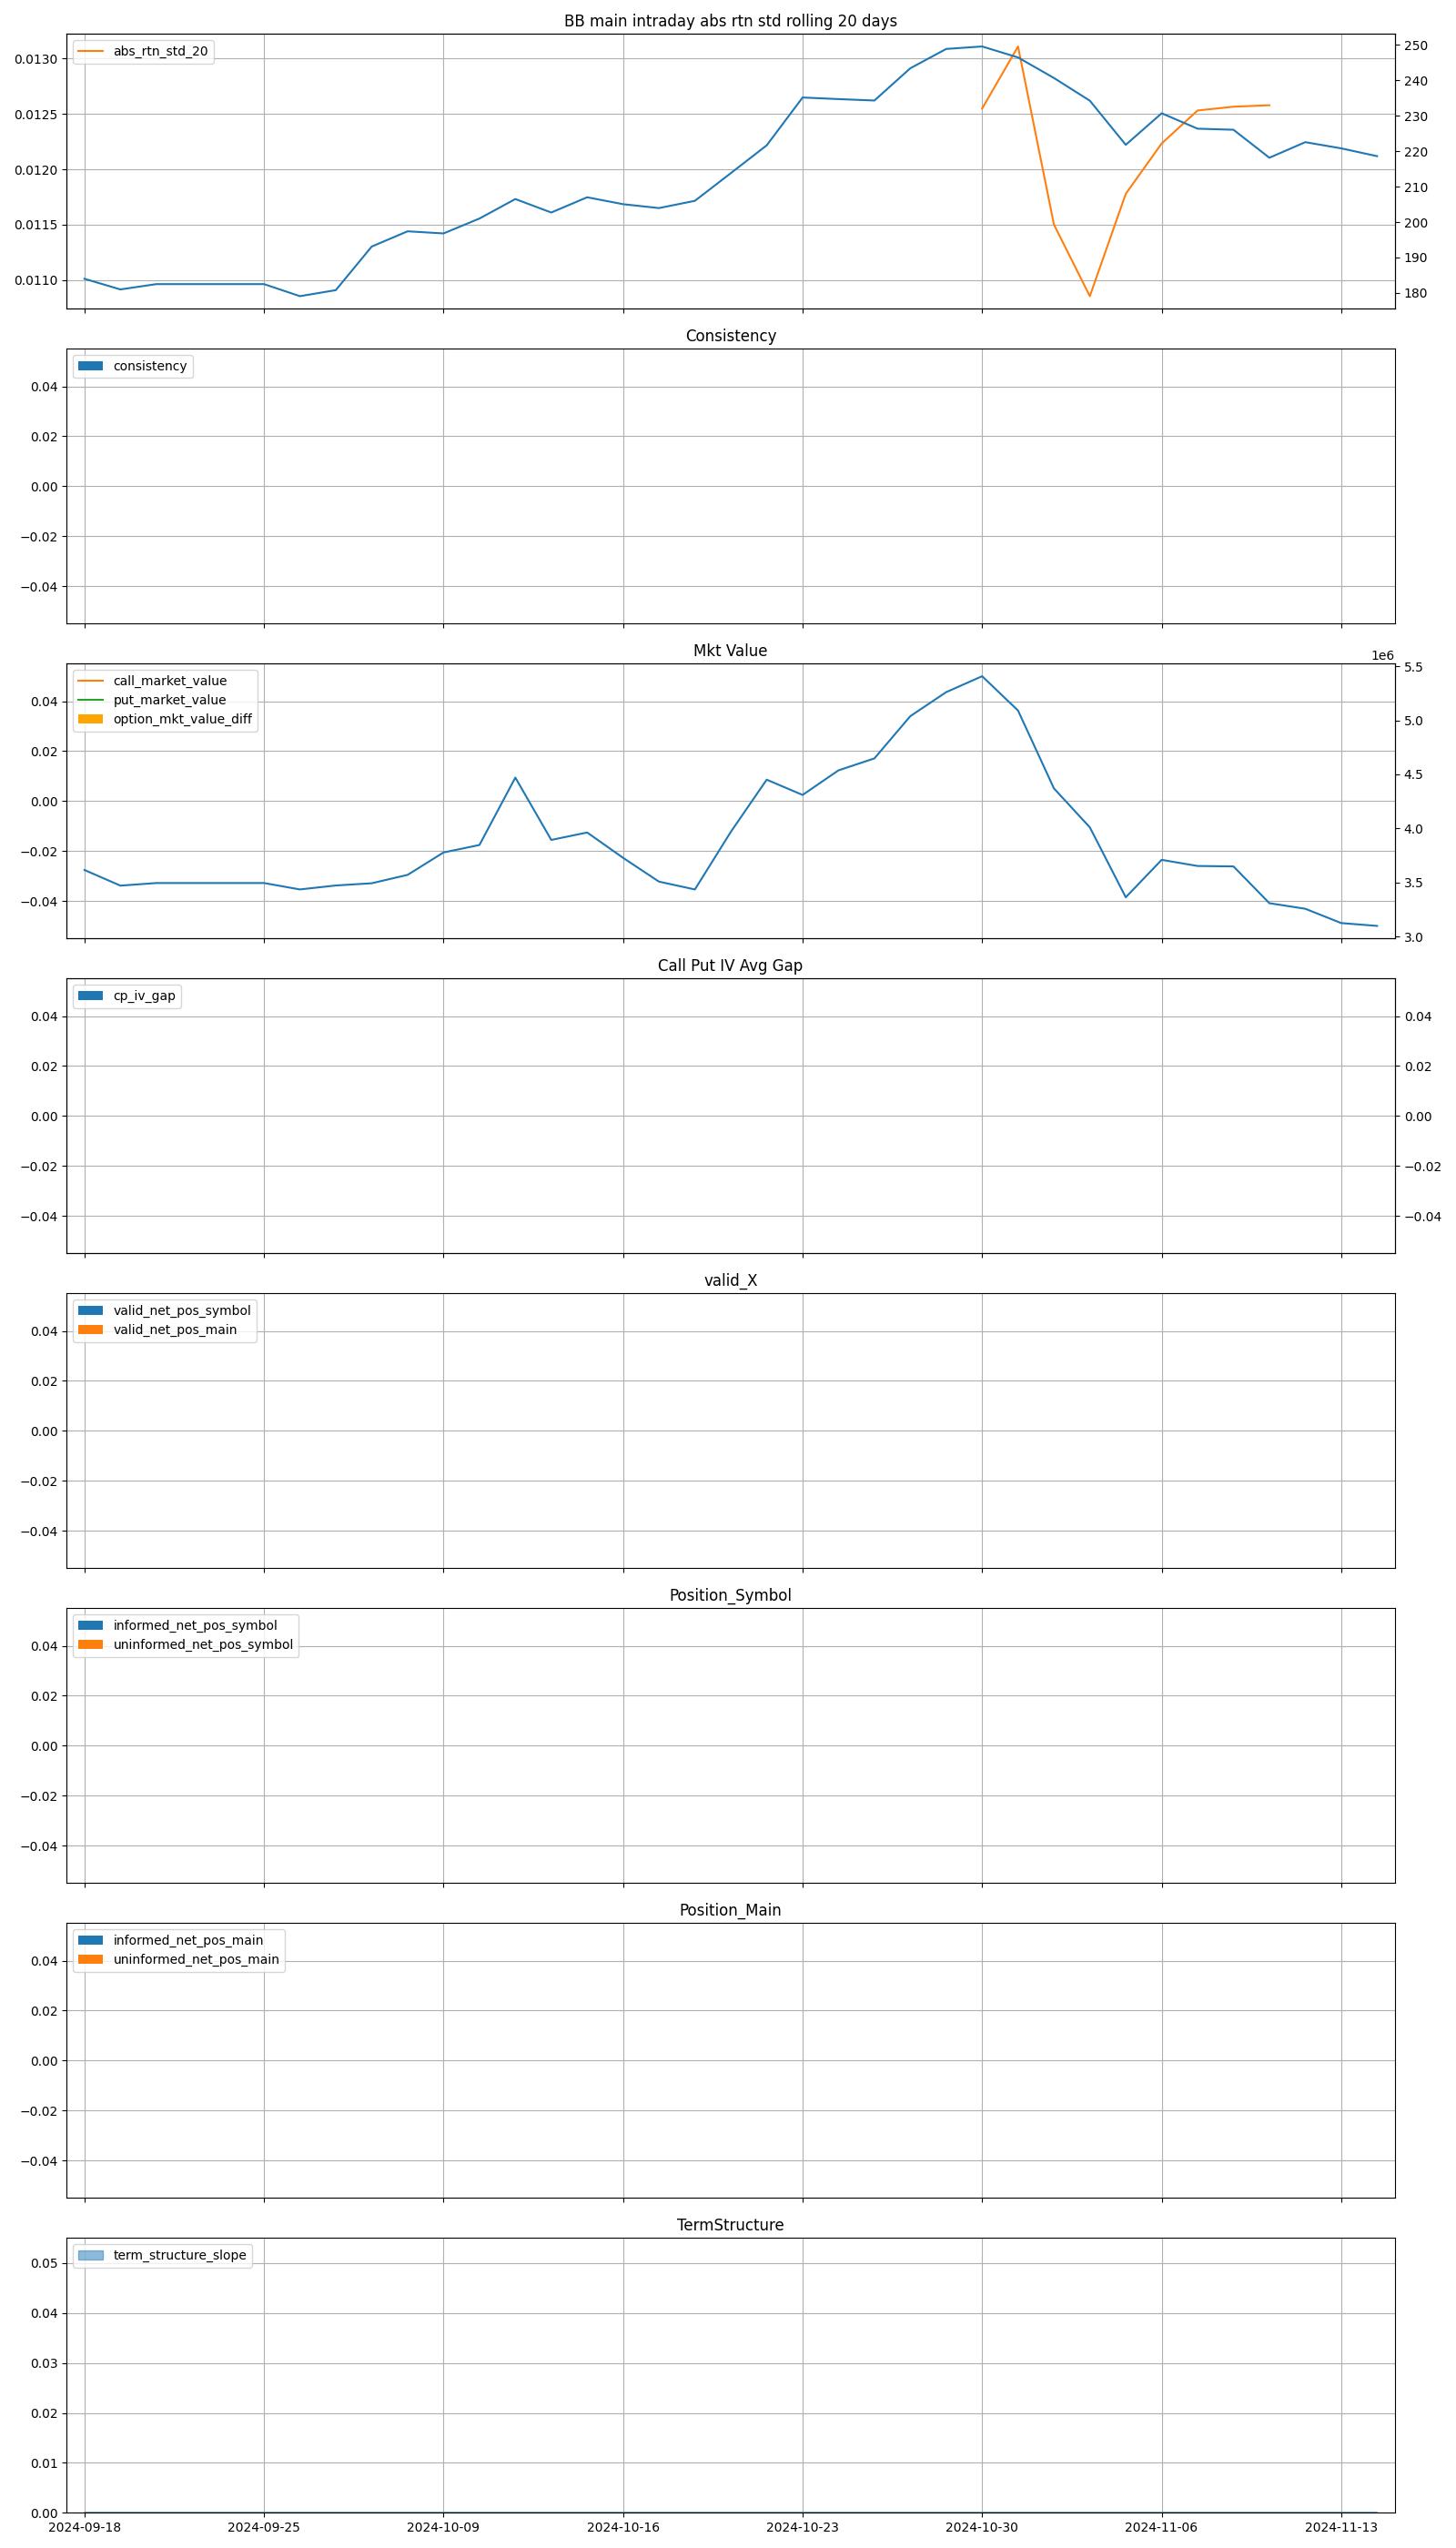 BB main intraday abs rtn std rolling 20 days
abs_rtn_std_20
0.0130
0.0125
0.0120
0.0115
0.0110
250
240
230
220
210
200
190
180
Consistency
consistency
0.04
0.02
0.00
−0.02
−0.04
Mkt Value
1e6
call_market_value
put_market_value
option_mkt_value_diff
0.04
0.02
0.00
−0.02
−0.04
5.5
5.0
4.5
4.0
3.5
3.0
Call Put IV Avg Gap
cp_iv_gap
0.04
0.02
0.00
−0.02
−0.04
0.04
0.02
0.00
−0.02
−0.04
valid_X
valid_net_pos_symbol
valid_net_pos_main
0.04
0.02
0.00
−0.02
−0.04
Position_Symbol
informed_net_pos_symbol
uninformed_net_pos_symbol
0.04
0.02
0.00
−0.02
−0.04
Position_Main
informed_net_pos_main
uninformed_net_pos_main
0.04
0.02
0.00
−0.02
−0.04
TermStructure
term_structure_slope
0.05
0.04
0.03
0.02
0.01
0.00
2024-09-18 2024-09-25 2024-10-09 2024-10-16 2024-10-23 2024-10-30 2024-11-06 2024-11-13